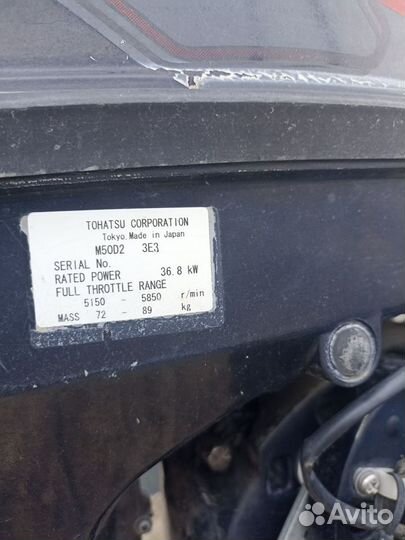 TOHATSU CORPORATION
Tokyo Made in Japan
M50D2 3E3
SERIAL No.
RATED POWER 36.8 kW
FULL THROTTLE RANGE
5150 - 5850 r/min
MASS 72 - 89 kg
Avito